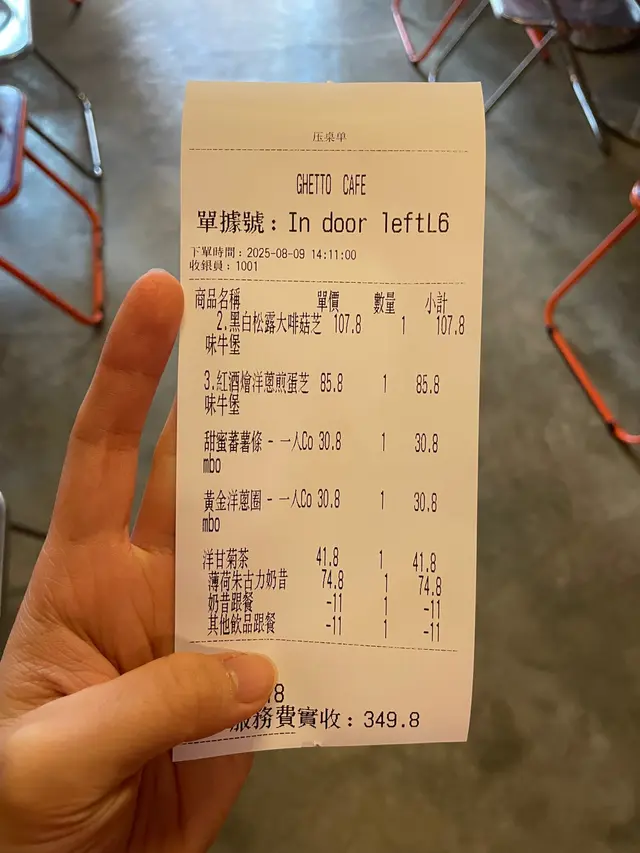 压桌单
GHETTO CAFE
單據號：In door leftL6
下單時間：2025-08-09 14:11:00
收銀員：1001
商品名稱 單價 數量 小計
2.黑白松露大啡菇芝 107.8 1 107.8
味牛堡
3.紅酒燴洋蔥煎蛋芝 85.8 1 85.8
味牛堡
甜蜜蕃薯條 - 一人Co 30.8 1 30.8
mbo
黃金洋蔥圈 - 一人Co 30.8 1 30.8
mbo
洋甘菊茶 41.8 1 41.8
薄荷朱古力奶昔 74.8 1 74.8
奶昔跟餐 -11 1 -11
其他飲品跟餐 -11 1 -11
.8
服務費實收：349.8